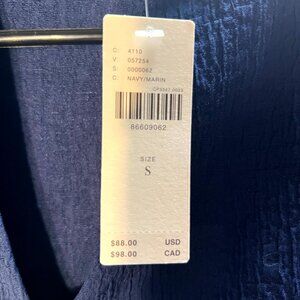 D: 4110
V: 057254
S: 0000062
C: NAVY/MARIN
86609062
SIZE
S
$88.00 USD
$98.00 CAD